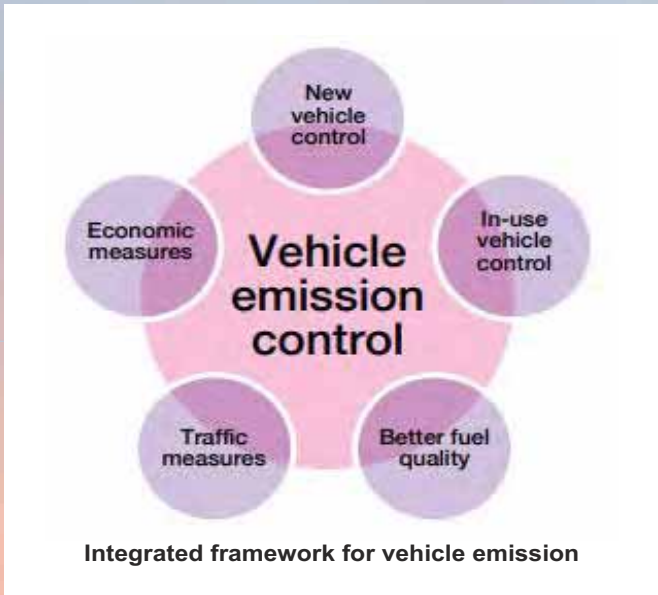 New
vehicle
control
Economic
measures
Vehicle
emission
control
In-use
vehicle
control
Traffic
measures
Better fuel
quality
Integrated framework for vehicle emission